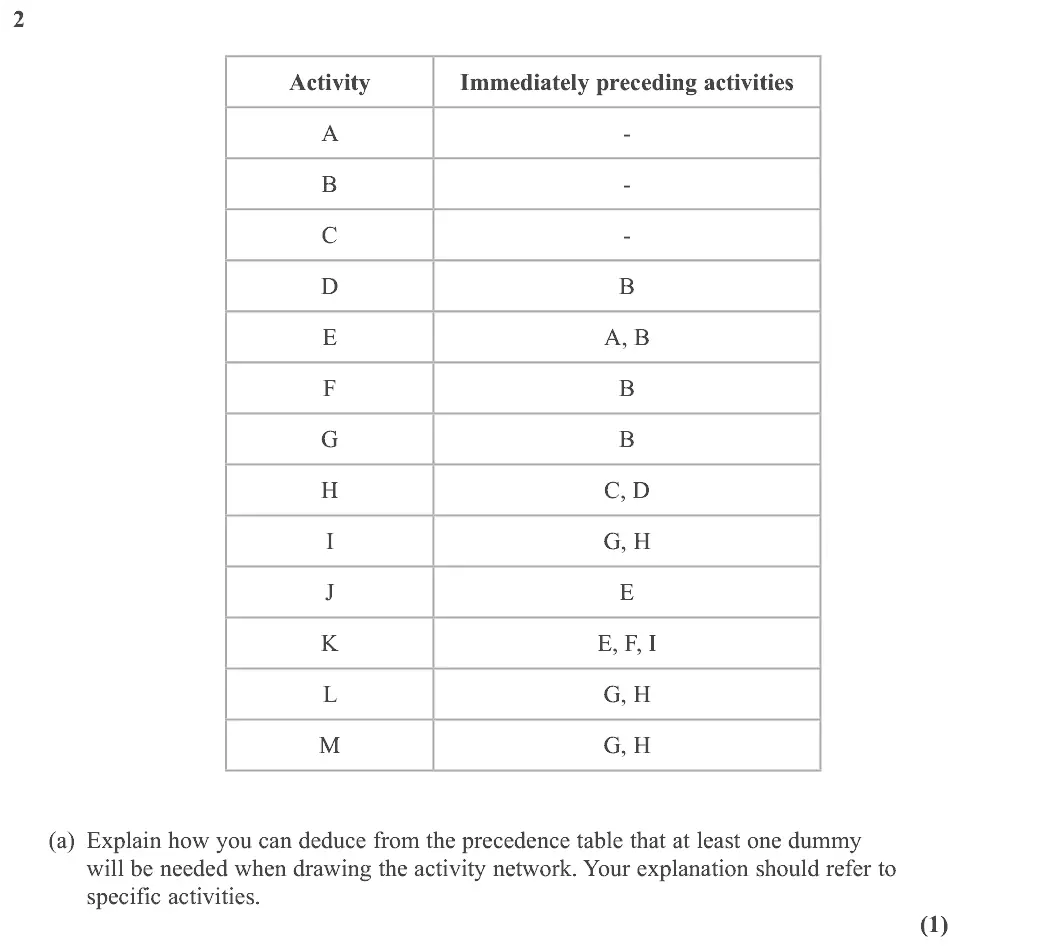 2
Activity Immediately preceding activities
A -
B -
C -
D B
E A, B
F B
G B
H C, D
I G, H
J E
K E, F, I
L G, H
M G, H
(a) Explain how you can deduce from the precedence table that at least one dummy
will be needed when drawing the activity network. Your explanation should refer to
specific activities.
(1)